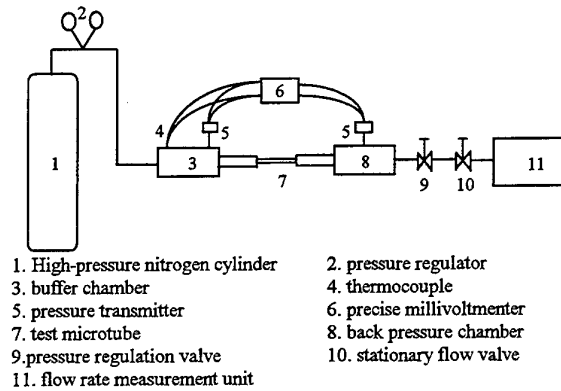 2
6
4
5
5
1
3
8
11
7
9
10
1. High-pressure nitrogen cylinder
2. pressure regulator
3. buffer chamber
4. thermocouple
5. pressure transmitter
6. precise millivoltmenter
7. test microtube
8. back pressure chamber
9.pressure regulation valve
10. stationary flow valve
11. flow rate measurement unit